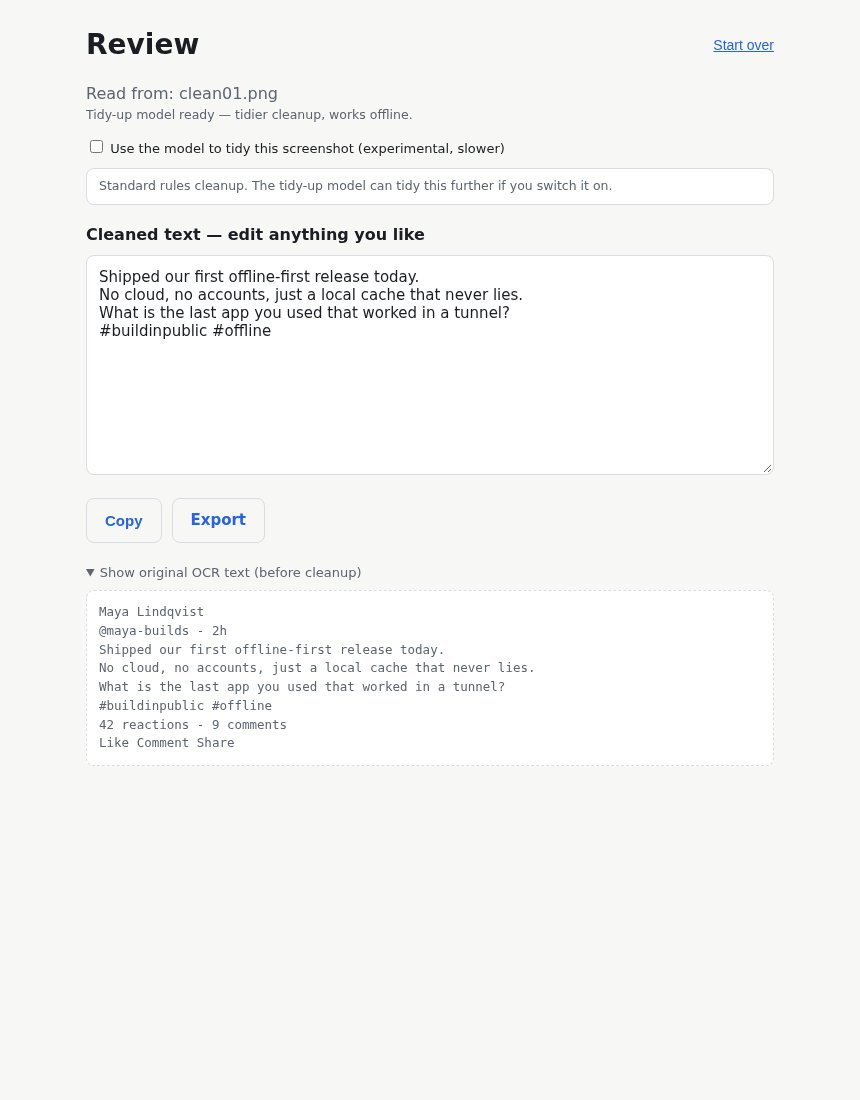 Review
Start over
Read from: clean01.png
Tidy-up model ready — tidier cleanup, works offline.
Use the model to tidy this screenshot (experimental, slower)
Standard rules cleanup. The tidy-up model can tidy this further if you switch it on.
Cleaned text — edit anything you like
Shipped our first offline-first release today.
No cloud, no accounts, just a local cache that never lies.
What is the last app you used that worked in a tunnel?
#buildinpublic #offline
Copy
Export
▼ Show original OCR text (before cleanup)
Maya Lindqvist
@maya-builds - 2h
Shipped our first offline-first release today.
No cloud, no accounts, just a local cache that never lies.
What is the last app you used that worked in a tunnel?
#buildinpublic #offline
42 reactions - 9 comments
Like Comment Share